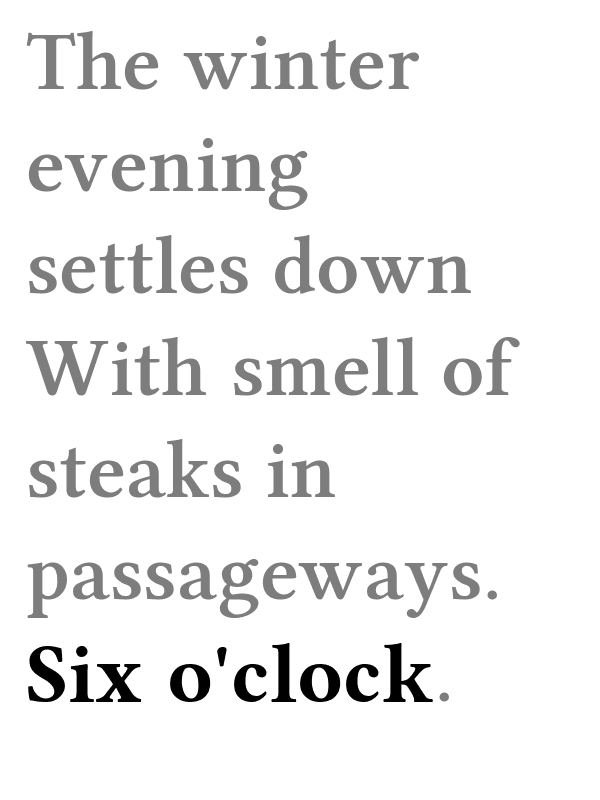 The winter
evening
settles down
With smell of
steaks in
passageways.
Six o'clock.